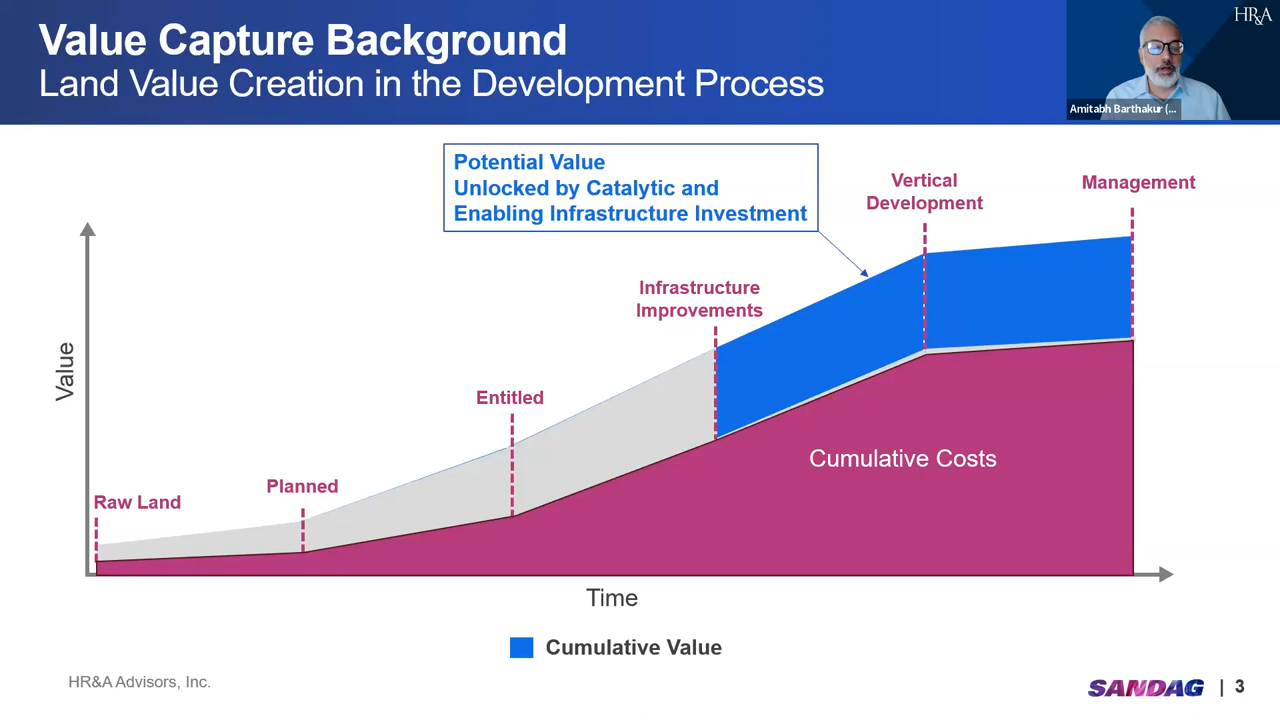 Value Capture Background
Land Value Creation in the Development Process
HR&A
Amitabh Barthakur (...
Potential Value
Unlocked by Catalytic and
Enabling Infrastructure Investment
Vertical
Development
Management
Infrastructure
Improvements
Entitled
Planned
Raw Land
Value
Cumulative Costs
Time
Cumulative Value
HR&A Advisors, Inc.
SANDAG | 3